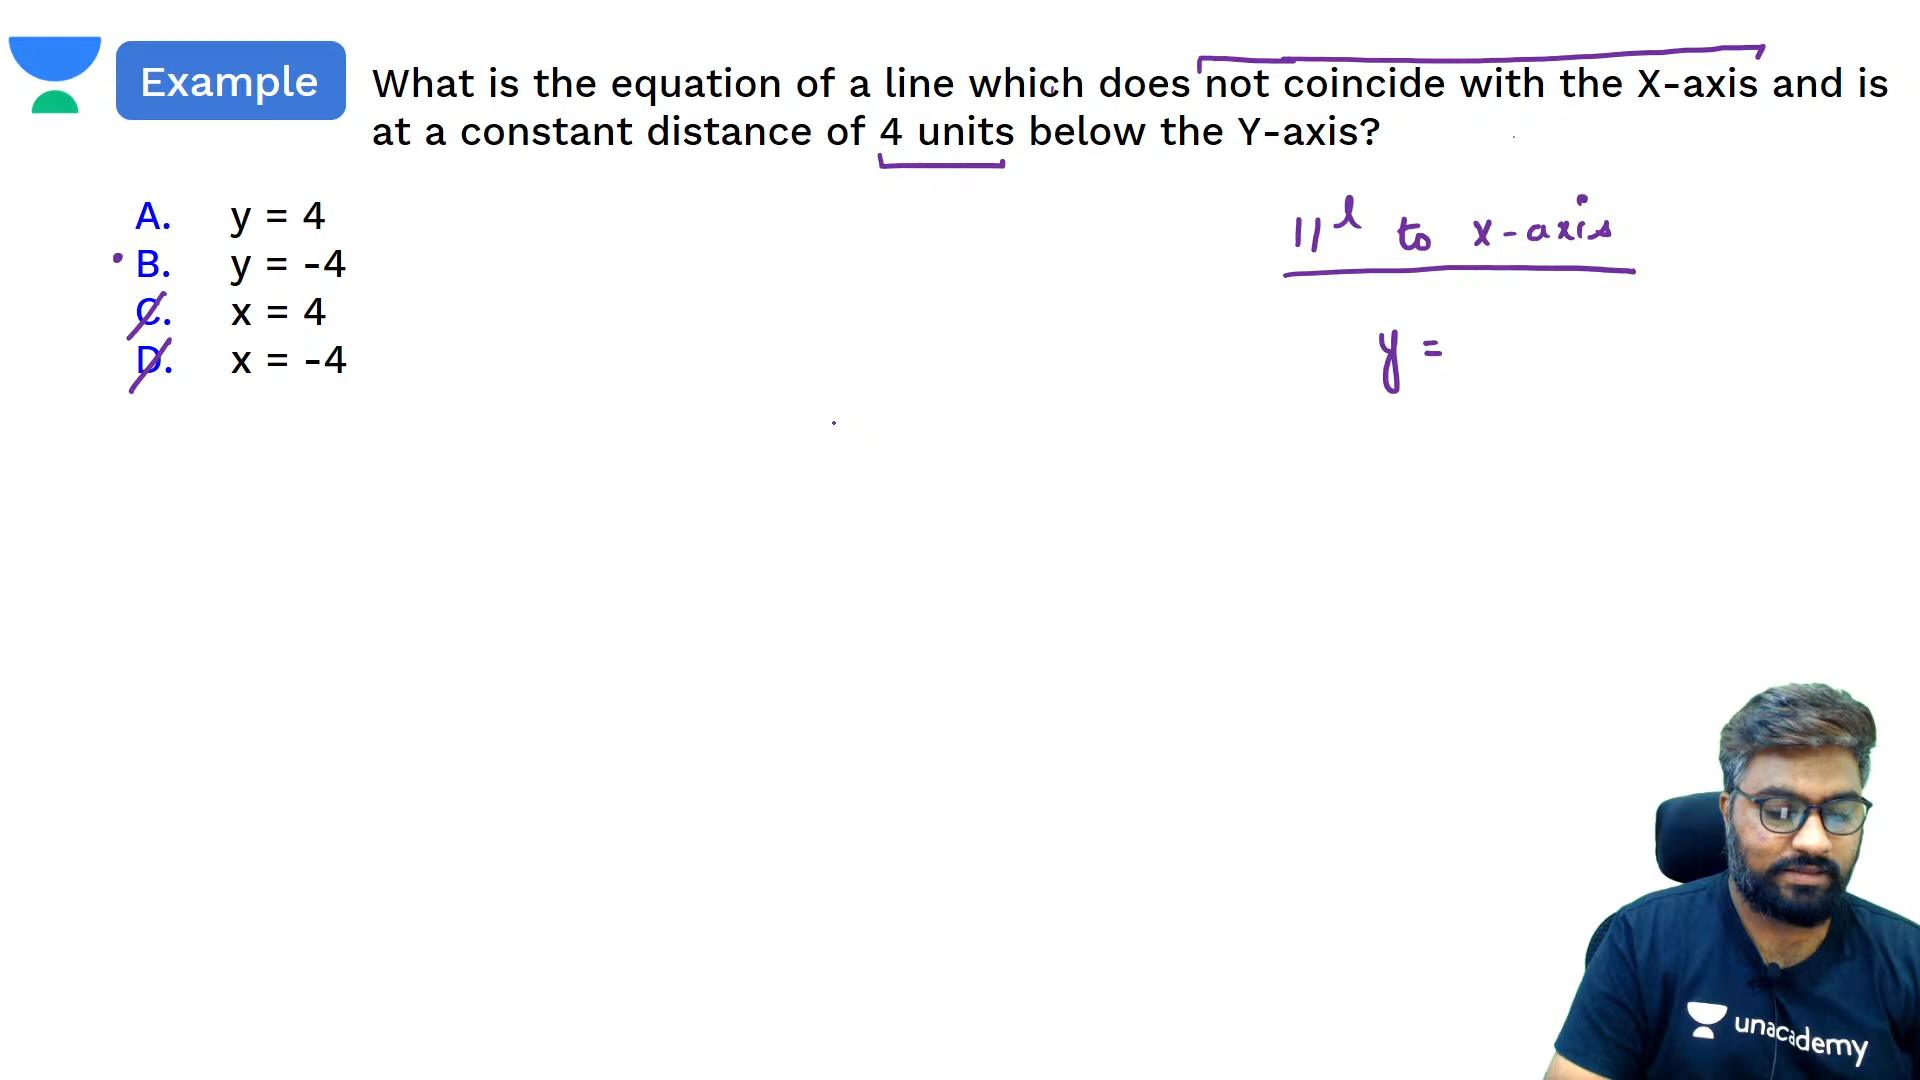 Example
What is the equation of a line which does not coincide with the X-axis and is
at a constant distance of 4 units below the Y-axis?
A. y = 4
B. y = -4
C. x = 4
D. x = -4
||l to x-axis
y =
unacademy